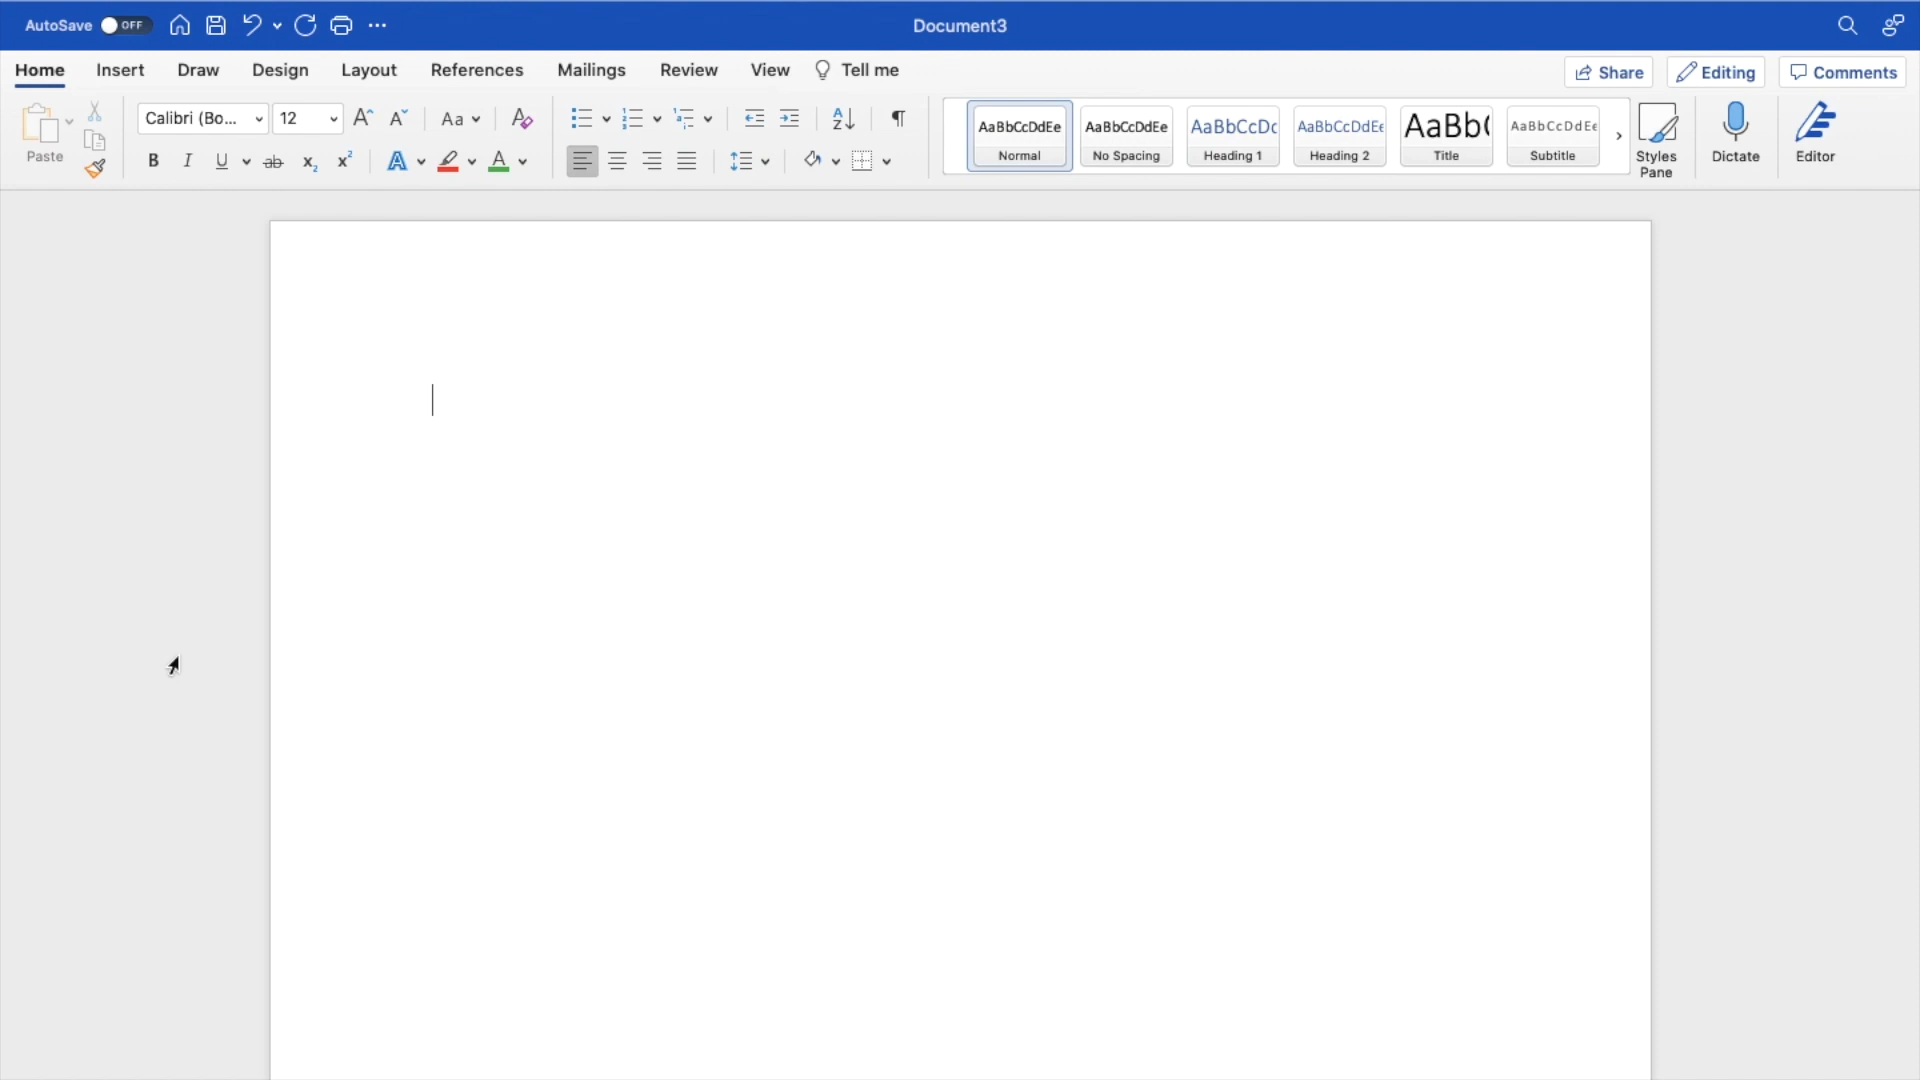 AutoSave OFF
Document3
Home Insert Draw Design Layout References Mailings Review View Tell me
Share Editing Comments
Paste
Calibri (Bo... 12
AaBbCcDdEe Normal
AaBbCcDdEe No Spacing
AaBbCcDc Heading 1
AaBbCcDdEe Heading 2
AaBb( Title
AaBbCcDdEe Subtitle
Styles Pane
Dictate
Editor